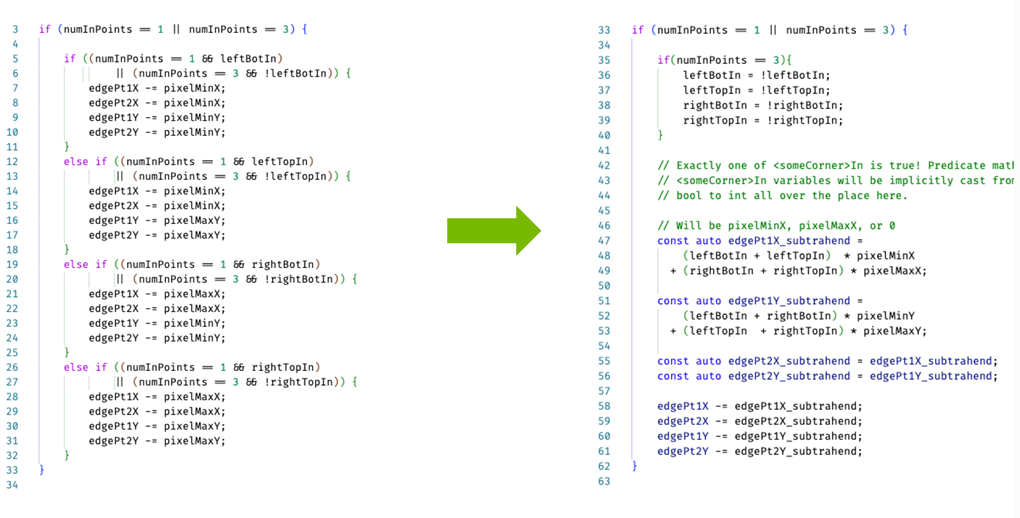 3 if (numInPoints == 1 || numInPoints == 3) {
4
5 if ((numInPoints == 1 && leftBotIn)
6 || (numInPoints == 3 && !leftBotIn)) {
7 edgePt1X -= pixelMinX;
8 edgePt2X -= pixelMinX;
9 edgePt1Y -= pixelMinY;
10 edgePt2Y -= pixelMinY;
11 }
12 else if ((numInPoints == 1 && leftTopIn)
13 || (numInPoints == 3 && !leftTopIn)) {
14 edgePt1X -= pixelMinX;
15 edgePt2X -= pixelMinX;
16 edgePt1Y -= pixelMaxY;
17 edgePt2Y -= pixelMaxY;
18 }
19 else if ((numInPoints == 1 && rightBotIn)
20 || (numInPoints == 3 && !rightBotIn)) {
21 edgePt1X -= pixelMaxX;
22 edgePt2X -= pixelMaxX;
23 edgePt1Y -= pixelMinY;
24 edgePt2Y -= pixelMinY;
25 }
26 else if ((numInPoints == 1 && rightTopIn)
27 || (numInPoints == 3 && !rightTopIn)) {
28 edgePt1X -= pixelMaxX;
29 edgePt2X -= pixelMaxX;
30 edgePt1Y -= pixelMaxY;
31 edgePt2Y -= pixelMaxY;
32 }
33 }
34
33 if (numInPoints == 1 || numInPoints == 3) {
34
35 if(numInPoints == 3){
36 leftBotIn = !leftBotIn;
37 leftTopIn = !leftTopIn;
38 rightBotIn = !rightBotIn;
39 rightTopIn = !rightTopIn;
40 }
41
42 // Exactly one of <someCorner>In is true! Predicate mat
43 // <someCorner>In variables will be implicitly cast fro
44 // bool to int all over the place here.
45
46 // Will be pixelMinX, pixelMaxX, or 0
47 const auto edgePt1X_subtrahend =
48 (leftBotIn + leftTopIn) * pixelMinX
49 + (rightBotIn + rightTopIn) * pixelMaxX;
50
51 const auto edgePt1Y_subtrahend =
52 (leftBotIn + rightBotIn) * pixelMinY
53 + (leftTopIn + rightTopIn) * pixelMaxY;
54
55 const auto edgePt2X_subtrahend = edgePt1X_subtrahend;
56 const auto edgePt2Y_subtrahend = edgePt1Y_subtrahend;
57
58 edgePt1X -= edgePt1X_subtrahend;
59 edgePt2X -= edgePt2X_subtrahend;
60 edgePt1Y -= edgePt1Y_subtrahend;
61 edgePt2Y -= edgePt2Y_subtrahend;
62 }
63